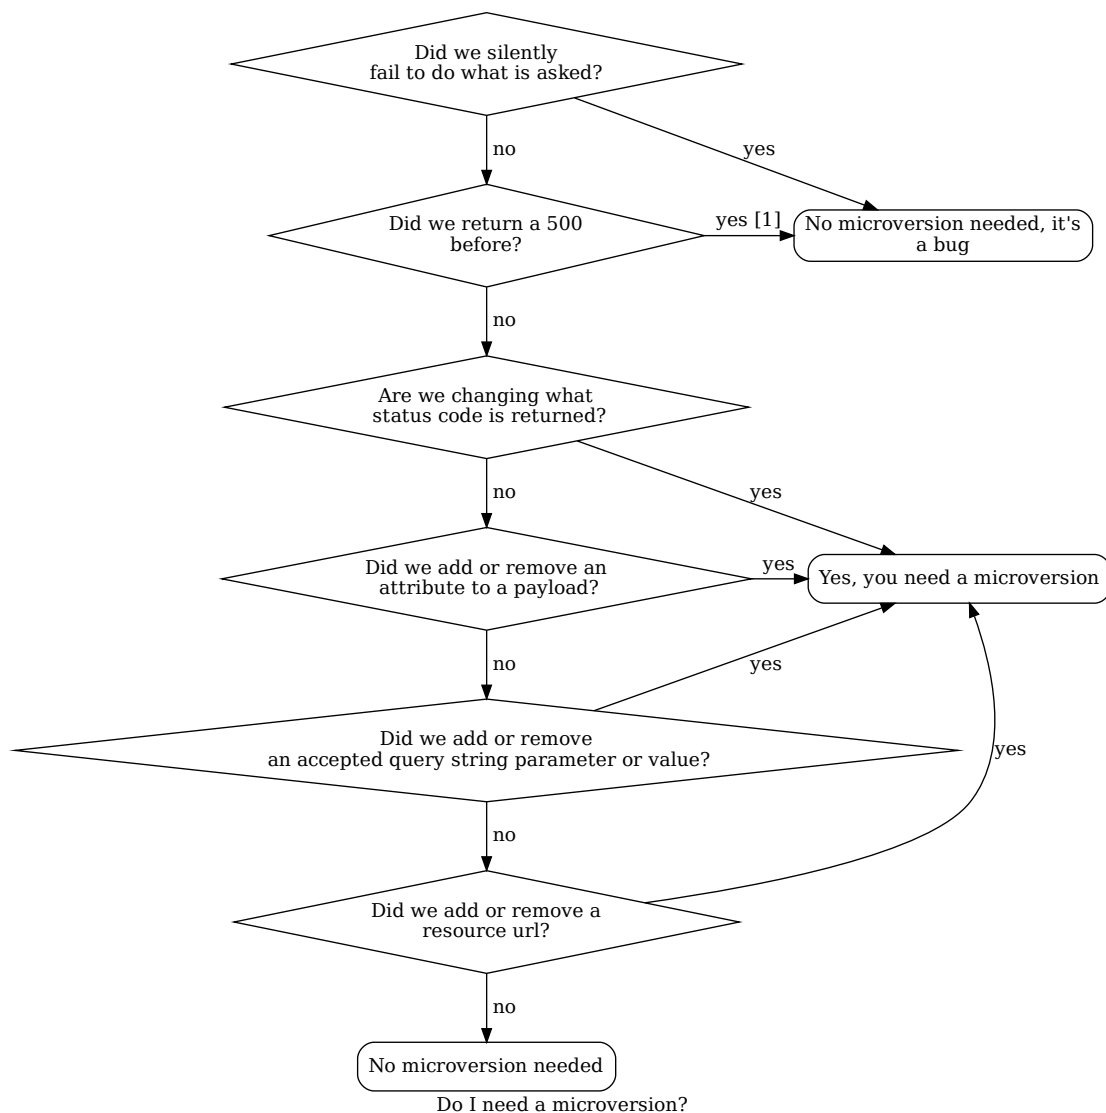 Did we silently
fail to do what is asked?
no
yes
Did we return a 500
before?
yes [1]
No microversion needed, it's
a bug
no
Are we changing what
status code is returned?
no
yes
Did we add or remove an
attribute to a payload?
yes
Yes, you need a microversion
no
yes
Did we add or remove
an accepted query string parameter or value?
yes
no
Did we add or remove a
resource url?
no
No microversion needed
Do I need a microversion?